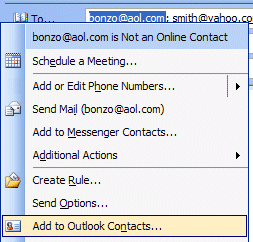 To... bonzo@aol.com; smith@yahoo.co
bonzo@aol.com is Not an Online Contact
Schedule a Meeting...
Add or Edit Phone Numbers...
Send Mail (bonzo@aol.com)
Add to Messenger Contacts...
Additional Actions
Create Rule...
Send Options...
Add to Outlook Contacts...